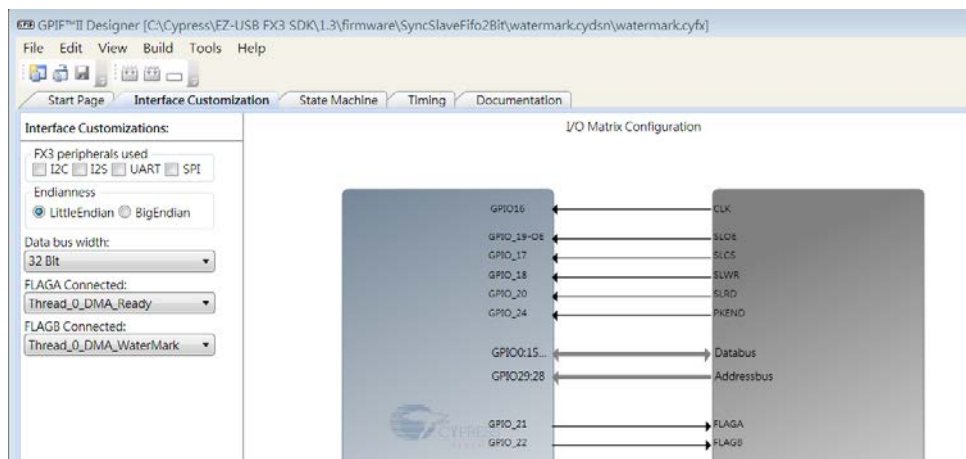 GPIF™II Designer [C:\Cypress\EZ-USB FX3 SDK\1.3\firmware\SyncSlaveFifo2Bit\watermark.cydsn\watermark.cyfx]
File Edit View Build Tools Help
Start Page Interface Customization State Machine Timing Documentation
Interface Customizations:
I/O Matrix Configuration
FX3 peripherals used
I2C I2S UART SPI
Endianness
LittleEndian BigEndian
Data bus width:
32 Bit
FLAGA Connected:
Thread_0_DMA_Ready
FLAGB Connected:
Thread_0_DMA_WaterMark
GPIO16 CLK
GPIO_19-OE SLOE
GPIO_17 SLCS
GPIO_18 SLWR
GPIO_20 SLRD
GPIO_24 PKEND
GPIO0:15... Databus
GPIO29:28 Addressbus
GPIO_21 FLAGA
CYPRESS
GPIO_22 FLAGB